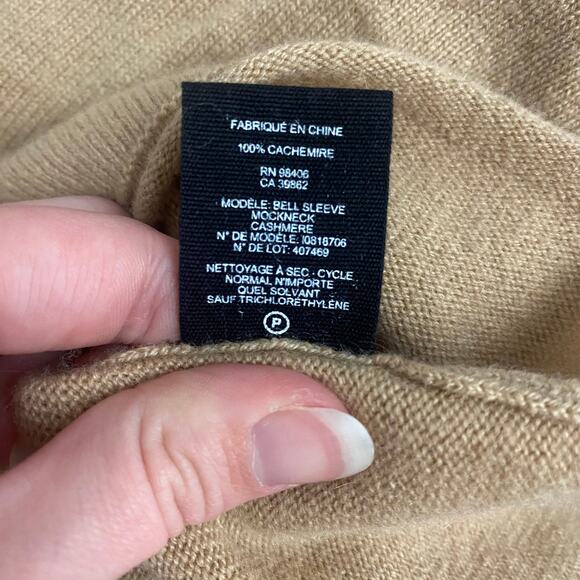 FABRIQUÉ EN CHINE
100% CACHEMIRE
RN 98406
CA 39862
MODÈLE: BELL SLEEVE
MOCKNECK
CASHMERE
N° DE MODÈLE: I0816706
N° DE LOT: 407469
NETTOYAGE À SEC - CYCLE
NORMAL N'IMPORTE
QUEL SOLVANT
SAUF TRICHLORÉTHYLÈNE
P